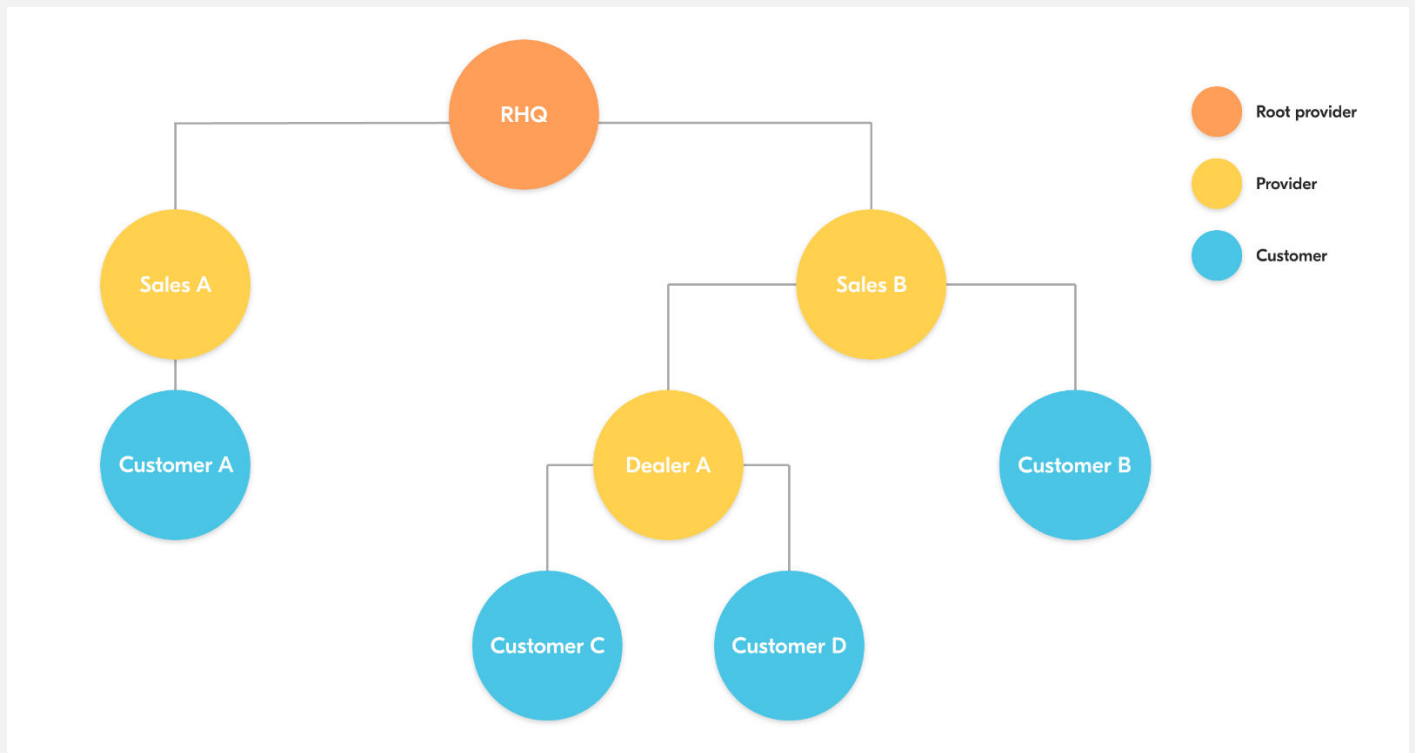 RHQ
Root provider
Provider
Customer
Sales A
Sales B
Customer A
Dealer A
Customer B
Customer C
Customer D